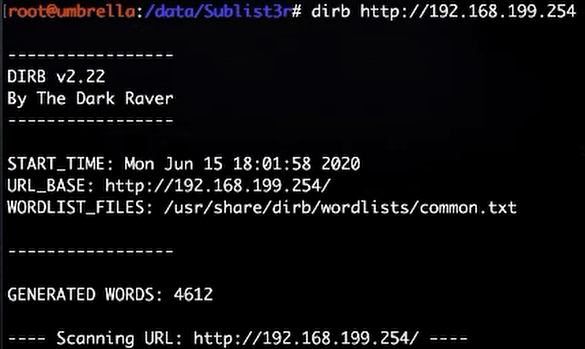 [root@umbrella:/data/Sublist3r# dirb http://192.168.199.254
-----------------
DIRB v2.22
By The Dark Raver
-----------------
START_TIME: Mon Jun 15 18:01:58 2020
URL_BASE: http://192.168.199.254/
WORDLIST_FILES: /usr/share/dirb/wordlists/common.txt
-----------------
GENERATED WORDS: 4612
---- Scanning URL: http://192.168.199.254/ ----